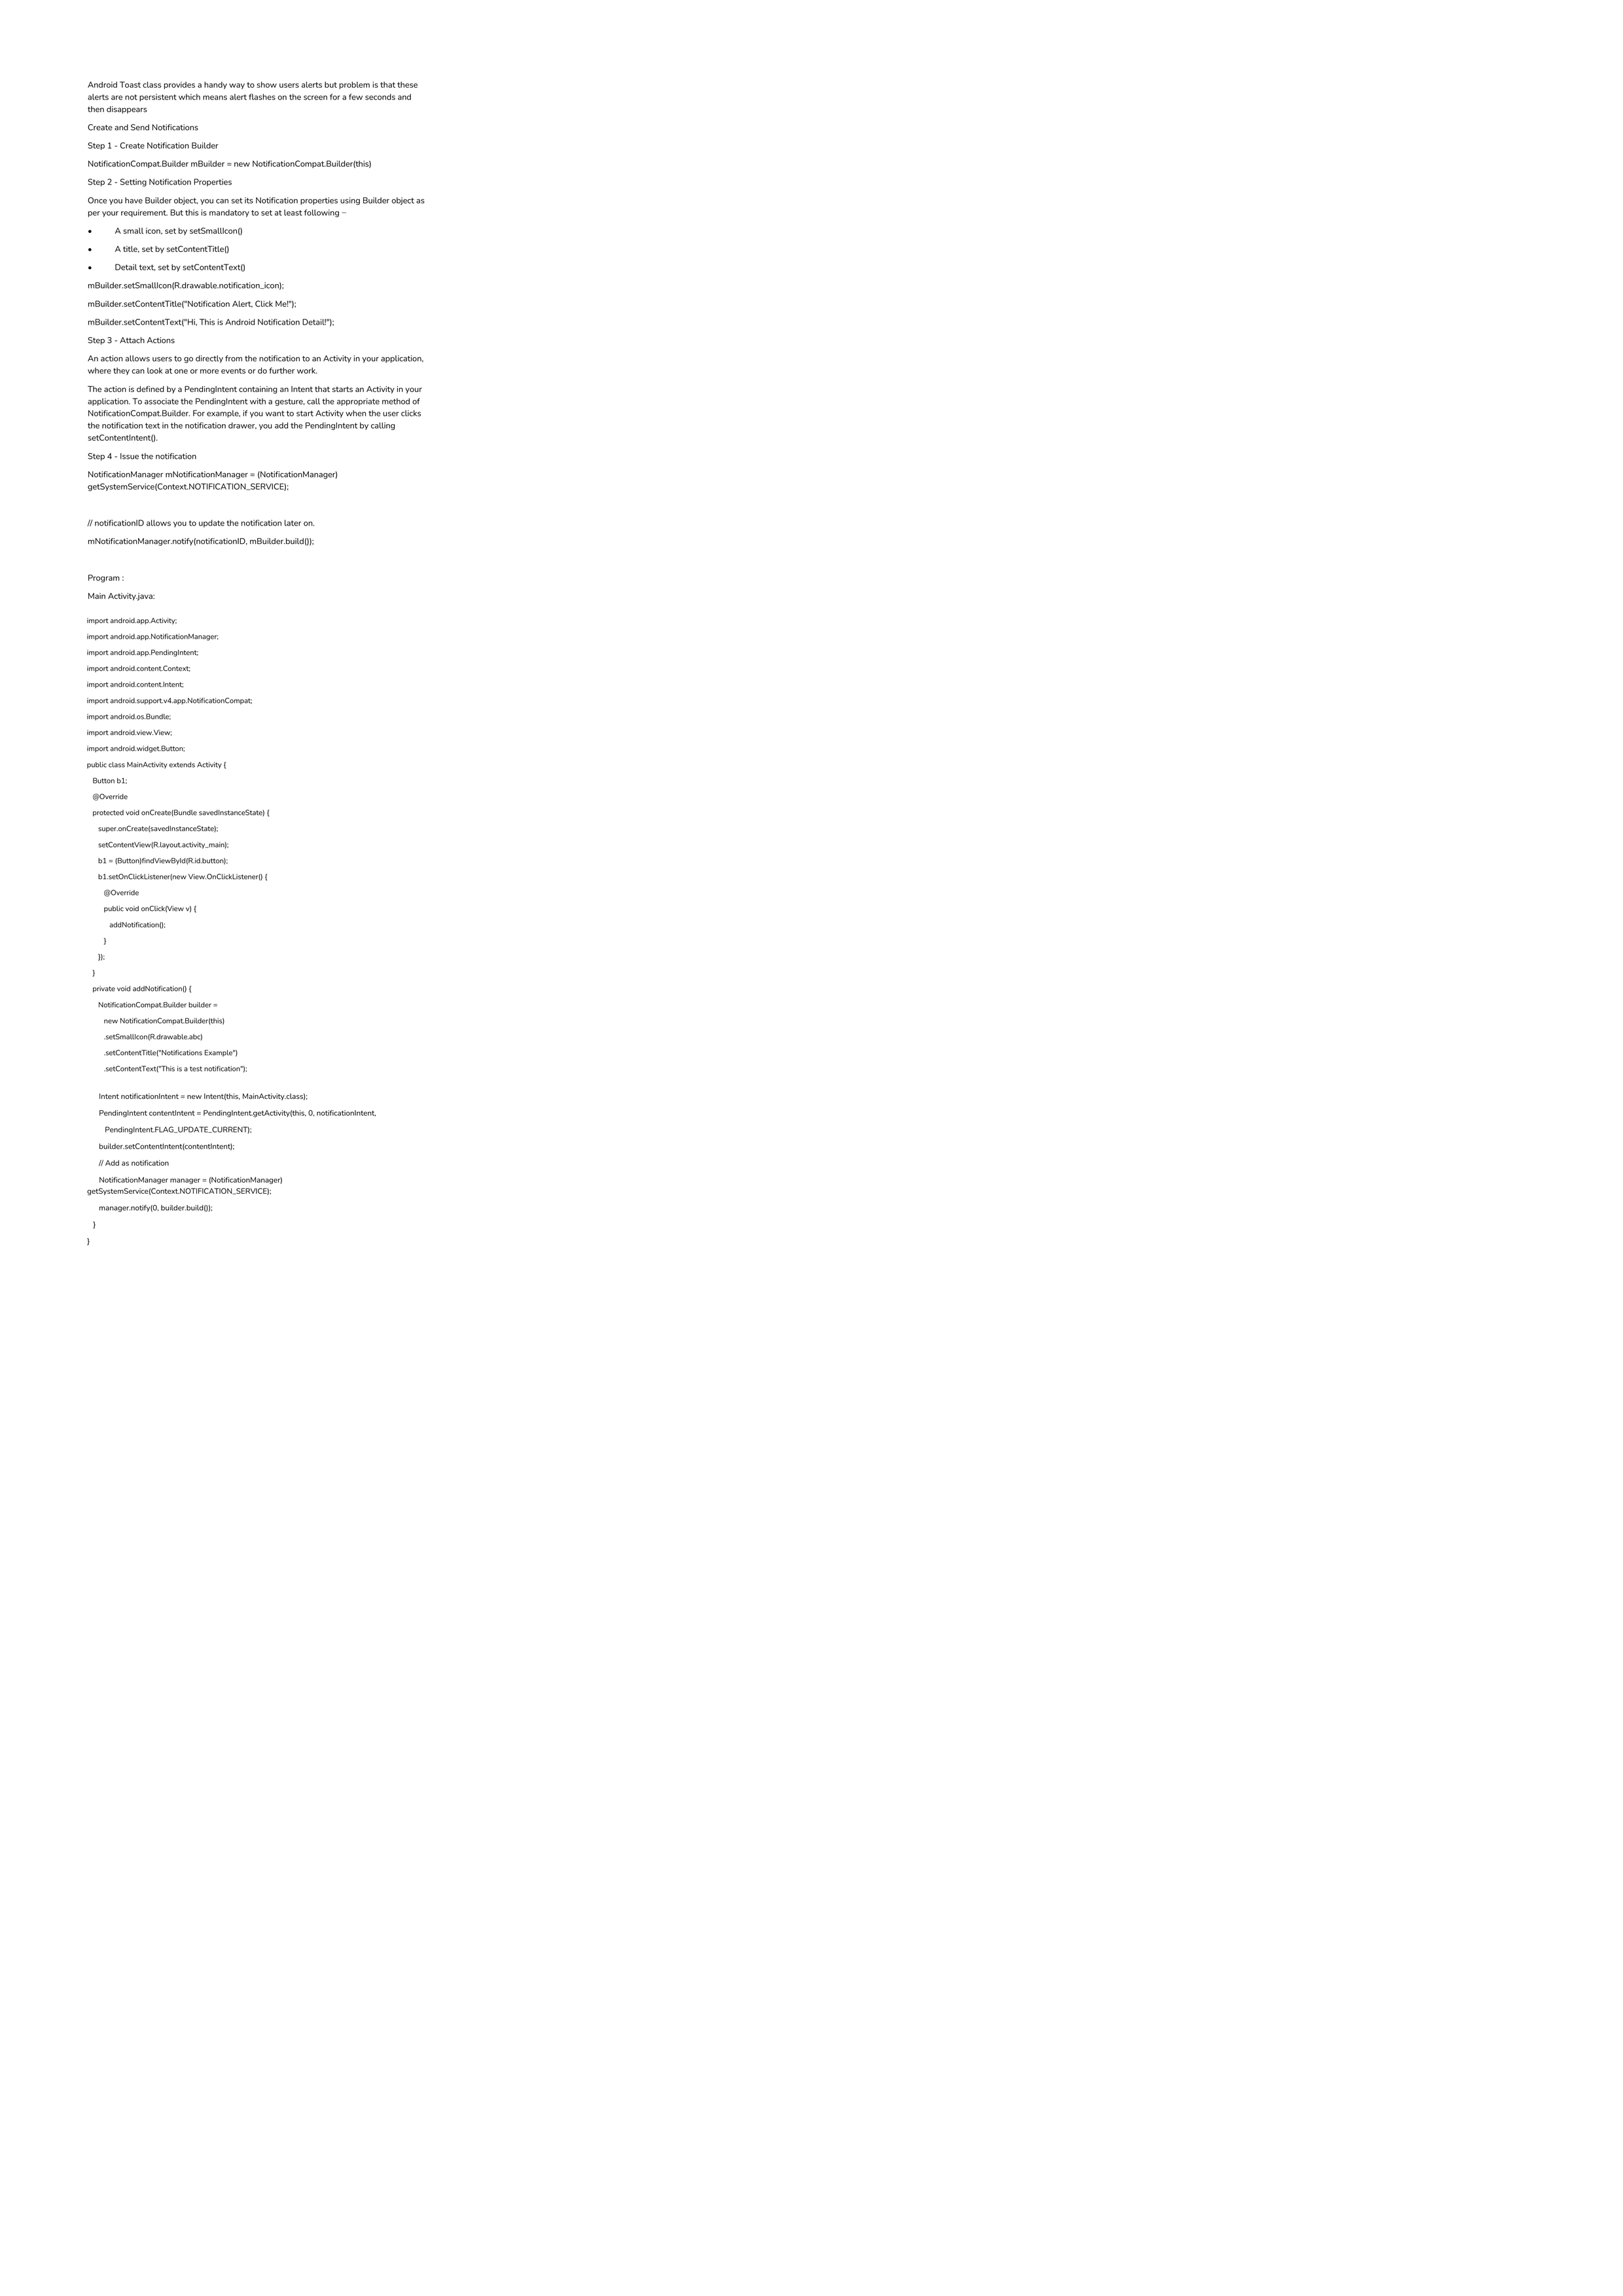 Android Toast class provides a handy way to show users alerts but problem is that these
alerts are not persistent which means alert flashes on the screen for a few seconds and
then disappears
Create and Send Notifications
Step 1 - Create Notification Builder
NotificationCompat.Builder mBuilder = new NotificationCompat.Builder(this)
Step 2 - Setting Notification Properties
Once you have Builder object, you can set its Notification properties using Builder object as
per your requirement. But this is mandatory to set at least following −
• A small icon, set by setSmallIcon()
• A title, set by setContentTitle()
• Detail text, set by setContentText()
mBuilder.setSmallIcon(R.drawable.notification_icon);
mBuilder.setContentTitle("Notification Alert, Click Me!");
mBuilder.setContentText("Hi, This is Android Notification Detail!");
Step 3 - Attach Actions
An action allows users to go directly from the notification to an Activity in your application,
where they can look at one or more events or do further work.
The action is defined by a PendingIntent containing an Intent that starts an Activity in your
application. To associate the PendingIntent with a gesture, call the appropriate method of
NotificationCompat.Builder. For example, if you want to start Activity when the user clicks
the notification text in the notification drawer, you add the PendingIntent by calling
setContentIntent().
Step 4 - Issue the notification
NotificationManager mNotificationManager = (NotificationManager)
getSystemService(Context.NOTIFICATION_SERVICE);
// notificationID allows you to update the notification later on.
mNotificationManager.notify(notificationID, mBuilder.build());
Program :
Main Activity.java:
import android.app.Activity;
import android.app.NotificationManager;
import android.app.PendingIntent;
import android.content.Context;
import android.content.Intent;
import android.support.v4.app.NotificationCompat;
import android.os.Bundle;
import android.view.View;
import android.widget.Button;
public class MainActivity extends Activity {
Button b1;
@Override
protected void onCreate(Bundle savedInstanceState) {
super.onCreate(savedInstanceState);
setContentView(R.layout.activity_main);
b1 = (Button)findViewById(R.id.button);
b1.setOnClickListener(new View.OnClickListener() {
@Override
public void onClick(View v) {
addNotification();
}
});
}
private void addNotification() {
NotificationCompat.Builder builder =
new NotificationCompat.Builder(this)
.setSmallIcon(R.drawable.abc)
.setContentTitle("Notifications Example")
.setContentText("This is a test notification");
Intent notificationIntent = new Intent(this, MainActivity.class);
PendingIntent contentIntent = PendingIntent.getActivity(this, 0, notificationIntent,
PendingIntent.FLAG_UPDATE_CURRENT);
builder.setContentIntent(contentIntent);
// Add as notification
NotificationManager manager = (NotificationManager)
getSystemService(Context.NOTIFICATION_SERVICE);
manager.notify(0, builder.build());
}
}